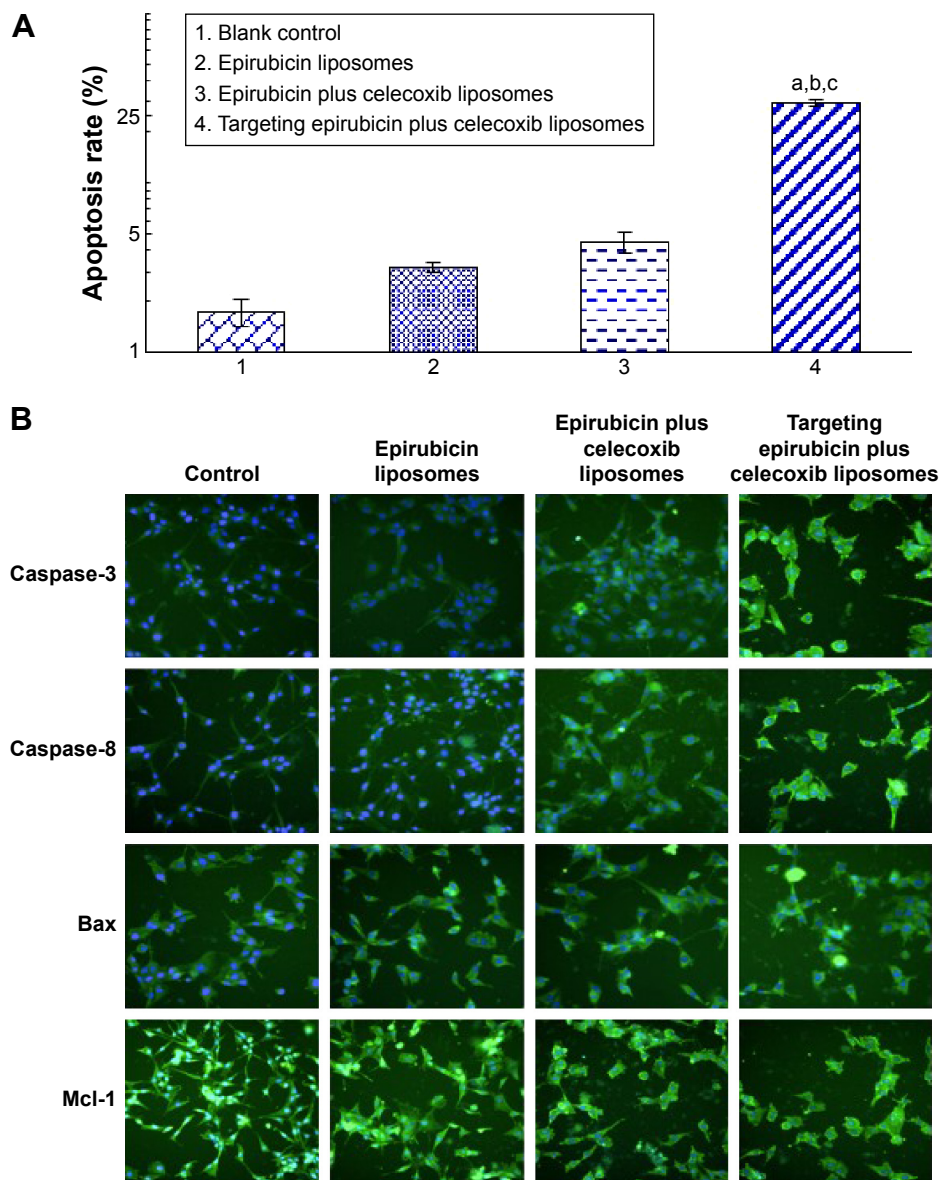 A
1. Blank control
2. Epirubicin liposomes
3. Epirubicin plus celecoxib liposomes
4. Targeting epirubicin plus celecoxib liposomes
Apoptosis rate (%)
25
5
1
a,b,c
1 2 3 4
B
Control
Epirubicin
liposomes
Epirubicin plus
celecoxib
liposomes
Targeting
epirubicin plus
celecoxib liposomes
Caspase-3
Caspase-8
Bax
Mcl-1